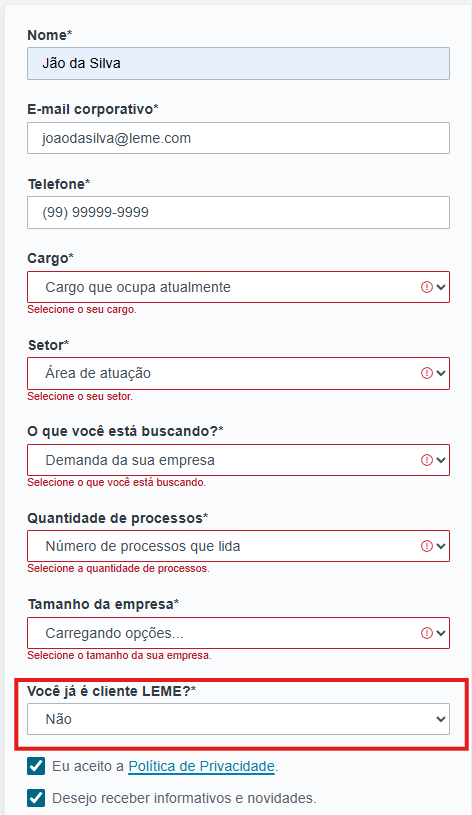 Nome*
Jão da Silva
E-mail corporativo*
joaodasilva@leme.com
Telefone*
(99) 99999-9999
Cargo*
Cargo que ocupa atualmente
Selecione o seu cargo.
Setor*
Área de atuação
Selecione o seu setor.
O que você está buscando?*
Demanda da sua empresa
Selecione o que você está buscando.
Quantidade de processos*
Número de processos que lida
Selecione a quantidade de processos.
Tamanho da empresa*
Carregando opções...
Selecione o tamanho da sua empresa.
Você já é cliente LEME?*
Não
Eu aceito a Política de Privacidade.
Desejo receber informativos e novidades.